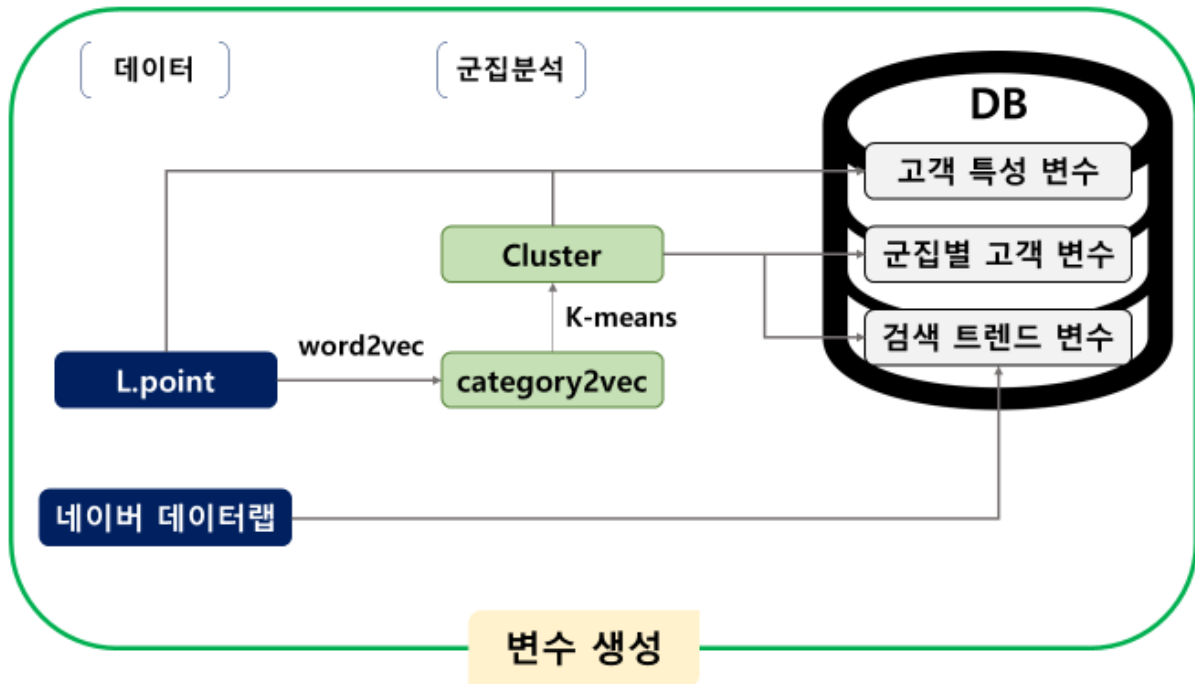 데이터
군집분석
DB
고객 특성 변수
Cluster
군집별 고객 변수
K-means
검색 트렌드 변수
word2vec
L.point
category2vec
네이버 데이터랩
변수 생성